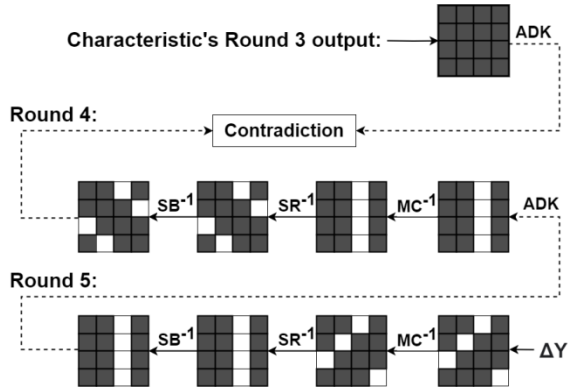 Characteristic's Round 3 output:
ADK
Round 4:
Contradiction
SB-1 SR-1 MC-1 ADK
Round 5:
SB-1 SR-1 MC-1 ΔY